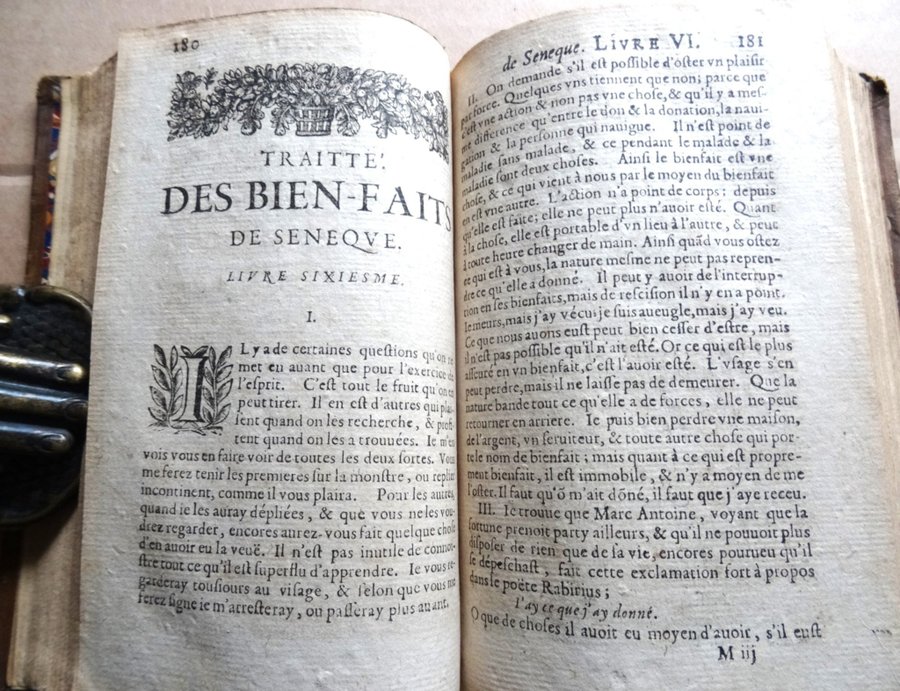 180
TRAITTE'.
DES BIEN-FAITS
DE SENEQVE.
LIVRE SIXIESME.
I.
IL y a de certaines questions qu'on ne
met eu auant que pour l'exercice de
l'esprit. C'est tout le fruit qu'on en
peut tirer. Il en est d'autres qui plai-
sent quand on les recherche, & profi-
tent quand on les a trouuées. Ie m'en
vois vous en faire voir de toutes les deux sortes. Vous
me ferez tenir les premieres sur la monstre, ou replier
incontinent, comme il vous plaira. Pour les autres,
quand ie les auray dépliées, & que vous ne les vou-
driez regarder, encores aurez-vous fait quelque chose
d'en auoir eu la veuë. Il n'est pas inutile de connoi-
stre tout ce qu'il est superflu d'apprendre. Ie vous re-
garderay tousiours au visage, & selon que vous me
ferez signe ie m'arresteray, ou passeray plus auant.
de Seneque. LIVRE VI. 181
II. On demande s'il est possible d'oster vn plaisir
par force. Quelques vns tiennent que non; parce que
c'est vne action & non pas vne chose, & qu'il y a mes-
me difference qu'entre le don & la donation, la naui-
gation & la personne qui nauigue. Il n'est point de
maladie sans malade, & ce pendant le malade & la
maladie sont deux choses. Ainsi le bienfait est vne
chose, & ce qui vient à nous par le moyen du bienfait
en est vne autre. L'action n'a point de corps: depuis
qu'elle est faite; elle ne peut plus n'auoir esté. Quant
à la chose, elle est portable d'vn lieu à l'autre, & peut
à toute heure changer de main. Ainsi quãd vous ostez
ce qui est à vous, la nature mesme ne peut pas repren-
dre ce qu'elle a donné. Il peut y auoir de l'interrup-
tion en ses bienfaits, mais de rescision il n'y en a point.
Ie meurs, mais j'ay vécu: je suis aueugle, mais j'ay veu.
Ce que nous auons eust peut bien cesser d'estre, mais
il n'est pas possible qu'il n'ait esté. Or ce qui est le plus
asseuré en vn bienfait, c'est l'auoir esté. L'vsage s'en
peut perdre, mais il ne laisse pas de demeurer. Que la
nature bande tout ce qu'elle a de forces, elle ne peut
retourner en arriere. Ie puis bien perdre vne maison,
de l'argent, vn seruiteur, & toute autre chose qui por-
te le nom de bienfait; mais quant à ce qui est propre-
ment bienfait, il est immobile, & n'y a moyen de me
l'oster. Il faut qu'õ m'ait dõné, il faut que j'aye receu.
III. Ie trouue que Marc Antoine, voyant que la
fortune prenoit party ailleurs, & qu'il ne pouuoit plus
disposer de rien que de sa vie, encores pourueu qu'il
se dépeschast, fait cette exclamation fort à propos
dans le poëte Rabirius;
I'ay ce que j'ay donné.
O que de choses il auoit eu moyen d'auoir, s'il eust
M iij